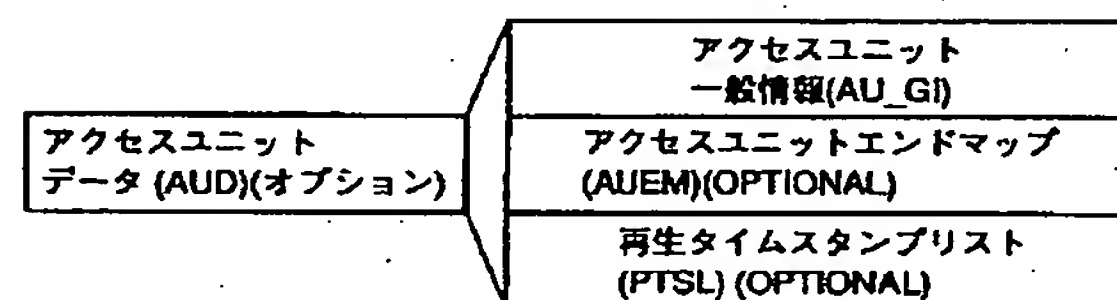 アクセスユニット
データ (AUD)(オプション)
アクセスユニット
一般情報(AU_GI)
アクセスユニットエンドマップ
(AUEM)(OPTIONAL)
再生タイムスタンプリスト
(PTSL) (OPTIONAL)